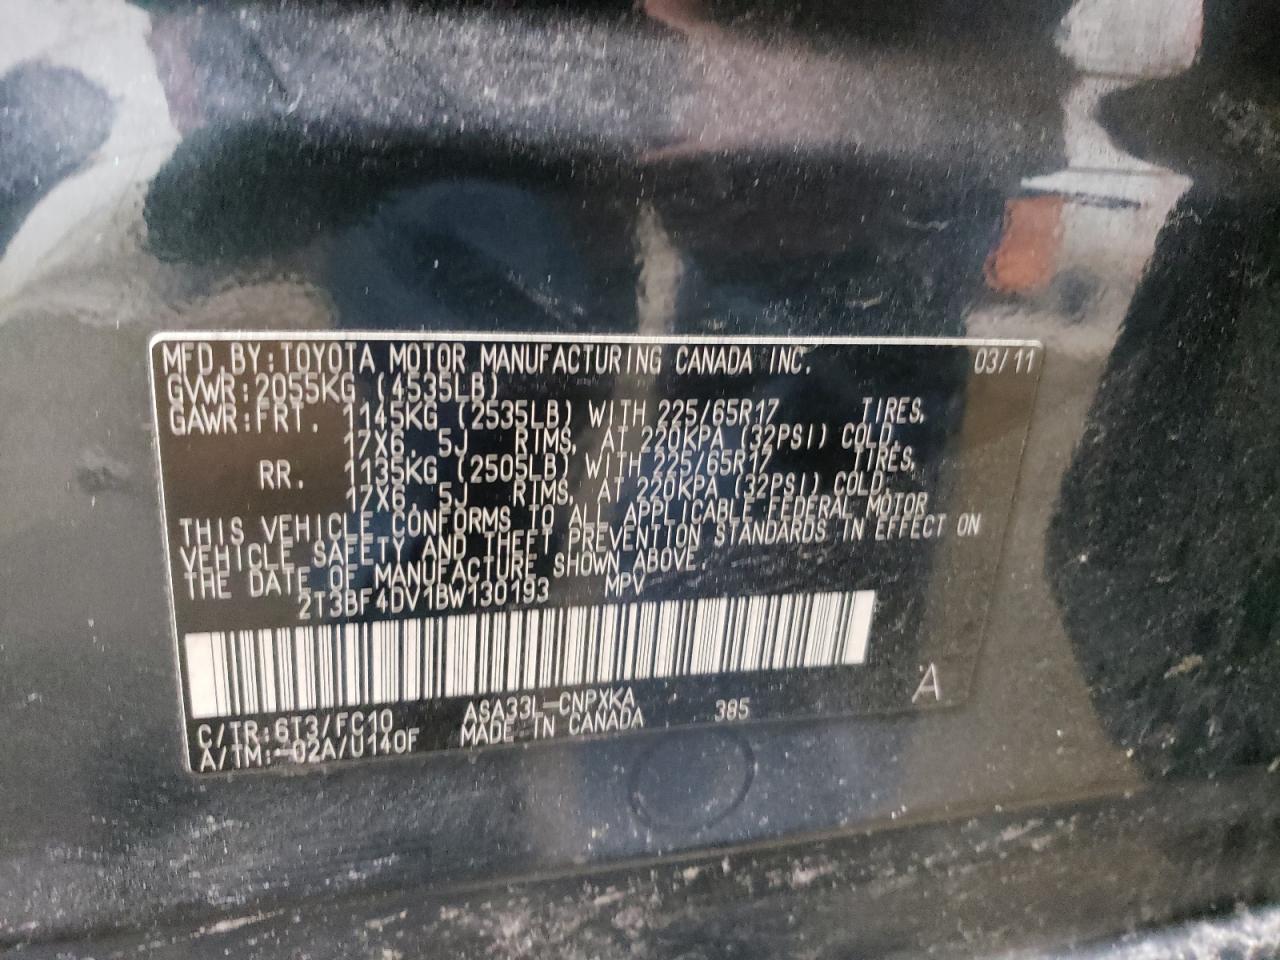 MFD.BY:TOYOTA MOTOR MANUFACTURING CANADA INC. 03/11
GVWR:2055KG (4535LB)
GAWR:FRT. 1145KG (2535LB) WITH 225/65R17 TIRES,
17X6.5J RIMS, AT 220KPA (32PSI) COLD.
RR. 1135KG (2505LB) WITH 225/65R17 TIRES,
17X6.5J RIMS, AT 220KPA (32PSI) COLD.
THIS VEHICLE CONFORMS TO ALL APPLICABLE FEDERAL MOTOR
VEHICLE SAFETY AND THEFT PREVENTION STANDARDS IN EFFECT ON
THE DATE OF MANUFACTURE SHOWN ABOVE.
2T3BF4DV1BW130193 MPV
A
C/TR:6T3/FC10 ASA33L-CNPXKA 385
A/TM:-02A/U140F MADE IN CANADA